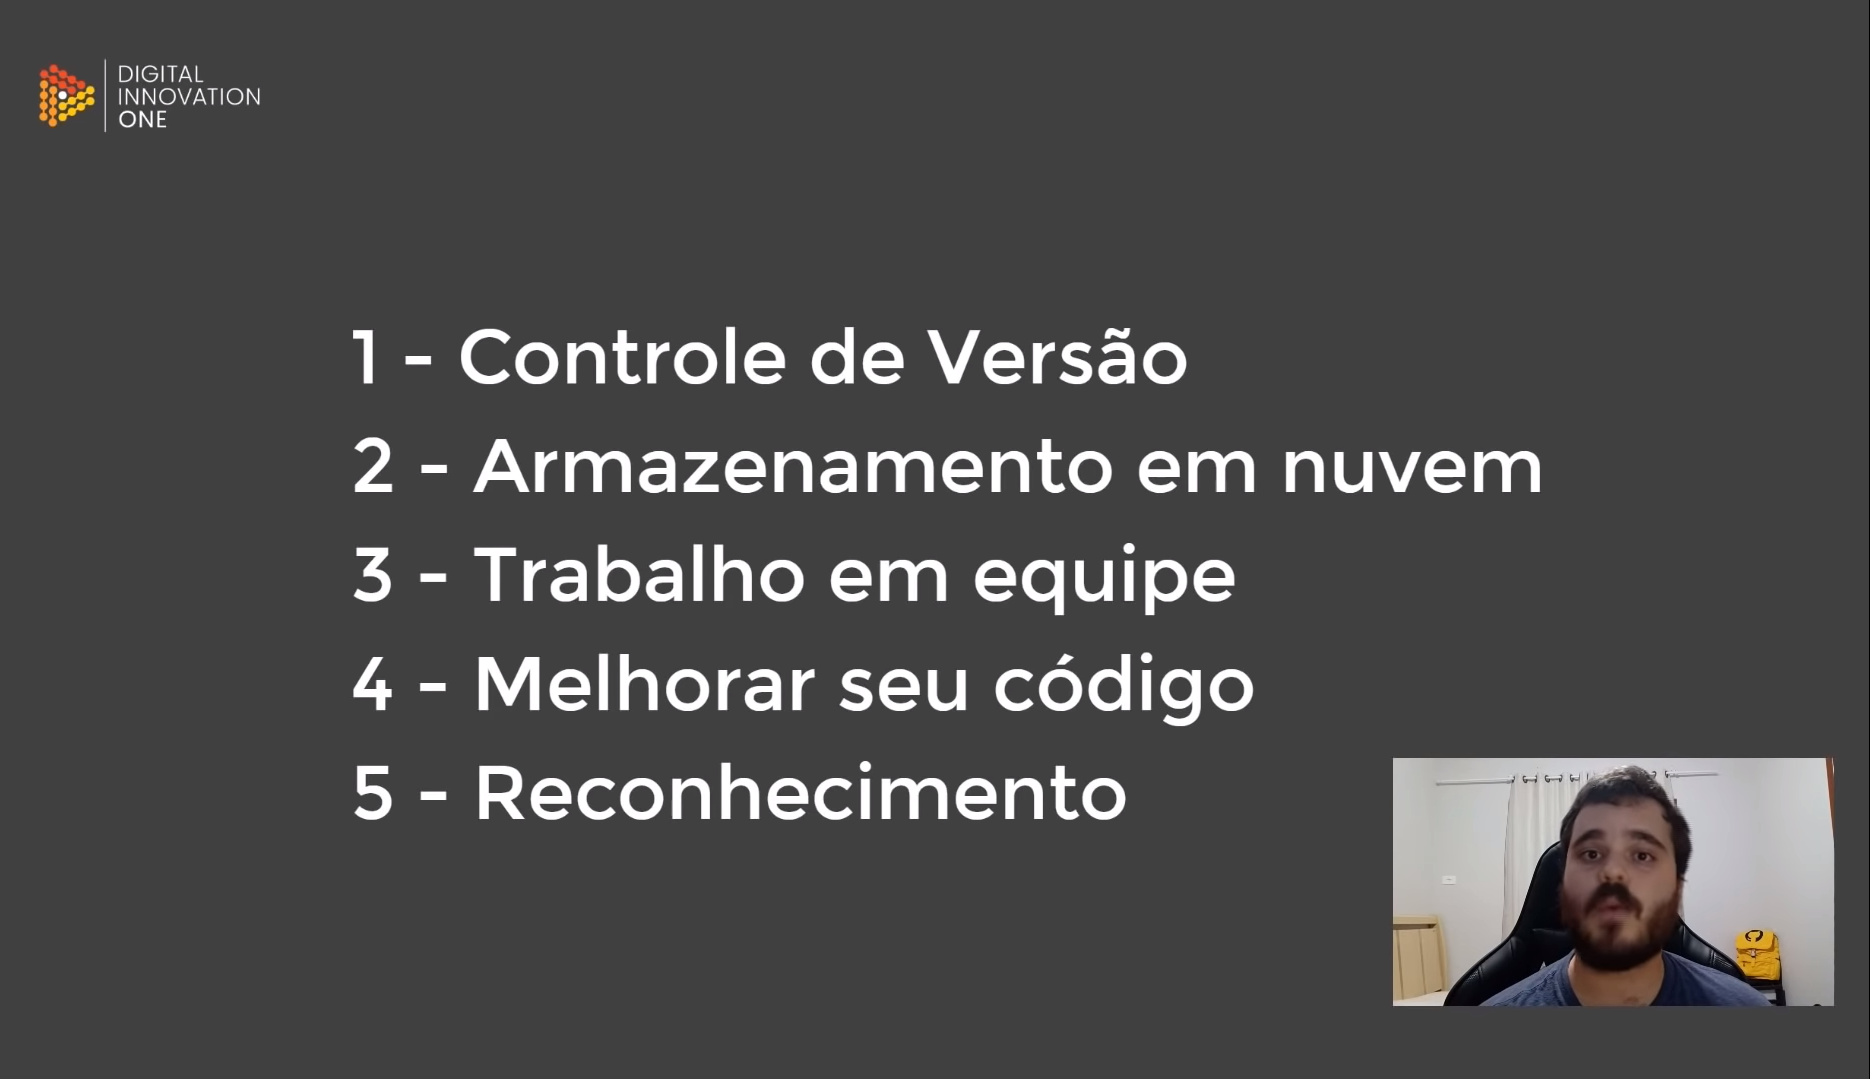 DIGITAL
INNOVATION
ONE
1 - Controle de Versão
2 - Armazenamento em nuvem
3 - Trabalho em equipe
4 - Melhorar seu código
5 - Reconhecimento